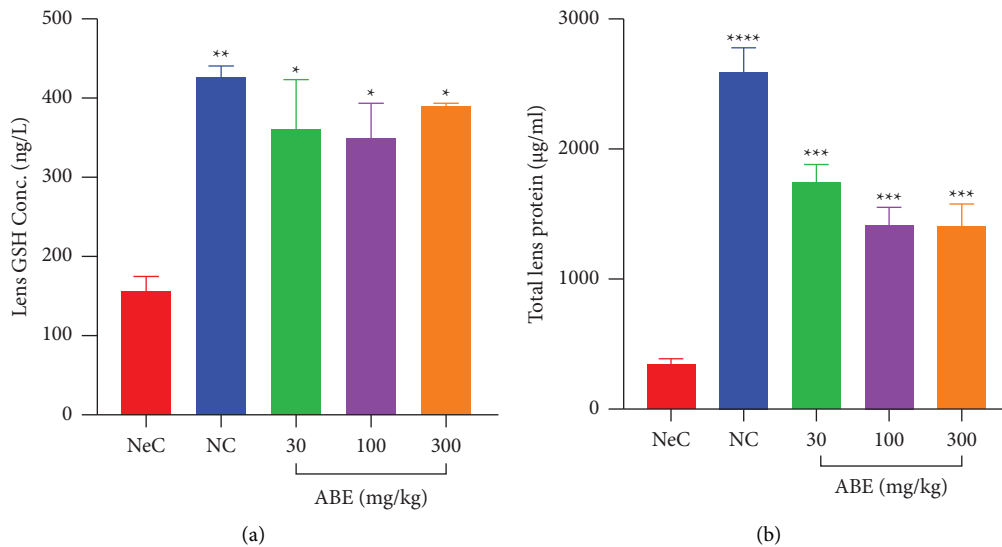 500
400
300
200
100
0
Lens GSH Conc. (ng/L)
**
*
*
*
NeC
NC
30
100
300
ABE (mg/kg)
(a)
3000
2000
1000
0
Total lens protein (μg/ml)
****
***
***
***
NeC
NC
30
100
300
ABE (mg/kg)
(b)